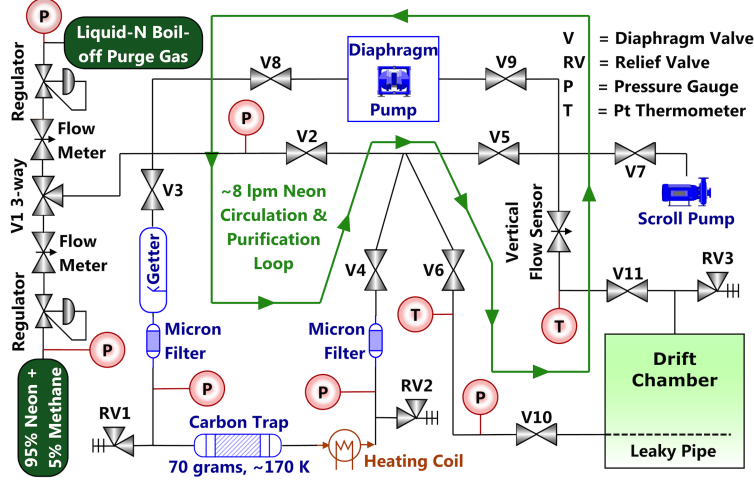 P
Liquid-N Boil-
off Purge Gas
Regulator
Flow
Meter
V1 3-way
Flow
Meter
Regulator
P
95% Neon +
5% Methane
V8
Diaphragm
Pump
V9
V = Diaphragm Valve
RV = Relief Valve
P = Pressure Gauge
T = Pt Thermometer
P
V2
V5
V7
Scroll Pump
V3
~8 lpm Neon
Circulation &
Purification
Loop
Getter
V4
V6
Vertical
Flow Sensor
V11
RV3
T
T
Micron
Filter
Micron
Filter
P
P
RV2
P
V10
Drift
Chamber
Leaky Pipe
RV1
Carbon Trap
70 grams, ~170 K
Heating Coil